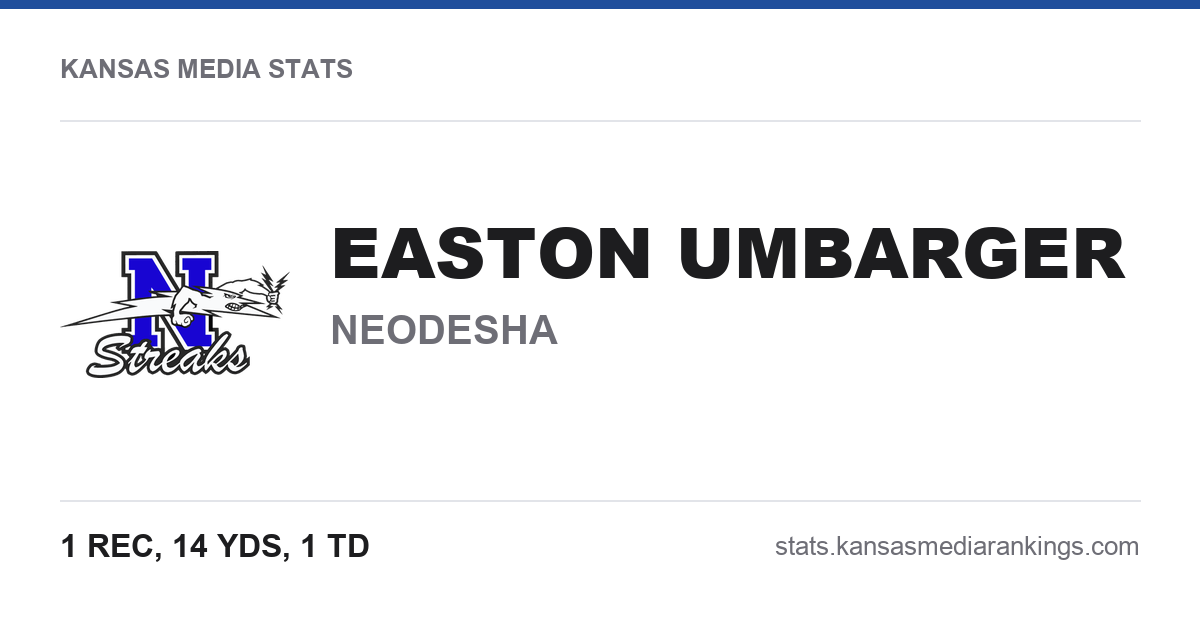 KANSAS MEDIA STATS
N
Streaks
EASTON UMBARGER
NEODESHA
1 REC, 14 YDS, 1 TD
stats.kansasmediarankings.com